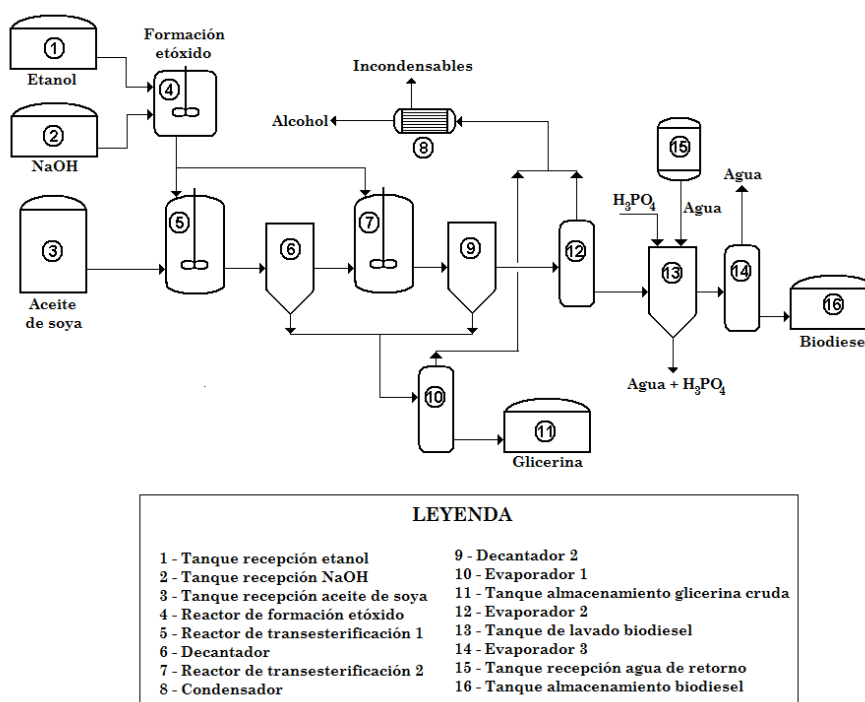 Formación
etóxido
1
Etanol
4
Incondensables
Alcohol
8
2
NaOH
15
Agua
H₃PO₄
Agua
3
5
6
7
9
12
13
14
16
Aceite
de soya
Biodiesel
Agua + H₃PO₄
10
11
Glicerina
LEYENDA
1 - Tanque recepción etanol
2 - Tanque recepción NaOH
3 - Tanque recepción aceite de soya
4 - Reactor de formación etóxido
5 - Reactor de transesterificación 1
6 - Decantador
7 - Reactor de transesterificación 2
8 - Condensador
9 - Decantador 2
10 - Evaporador 1
11 - Tanque almacenamiento glicerina cruda
12 - Evaporador 2
13 - Tanque de lavado biodiesel
14 - Evaporador 3
15 - Tanque recepción agua de retorno
16 - Tanque almacenamiento biodiesel